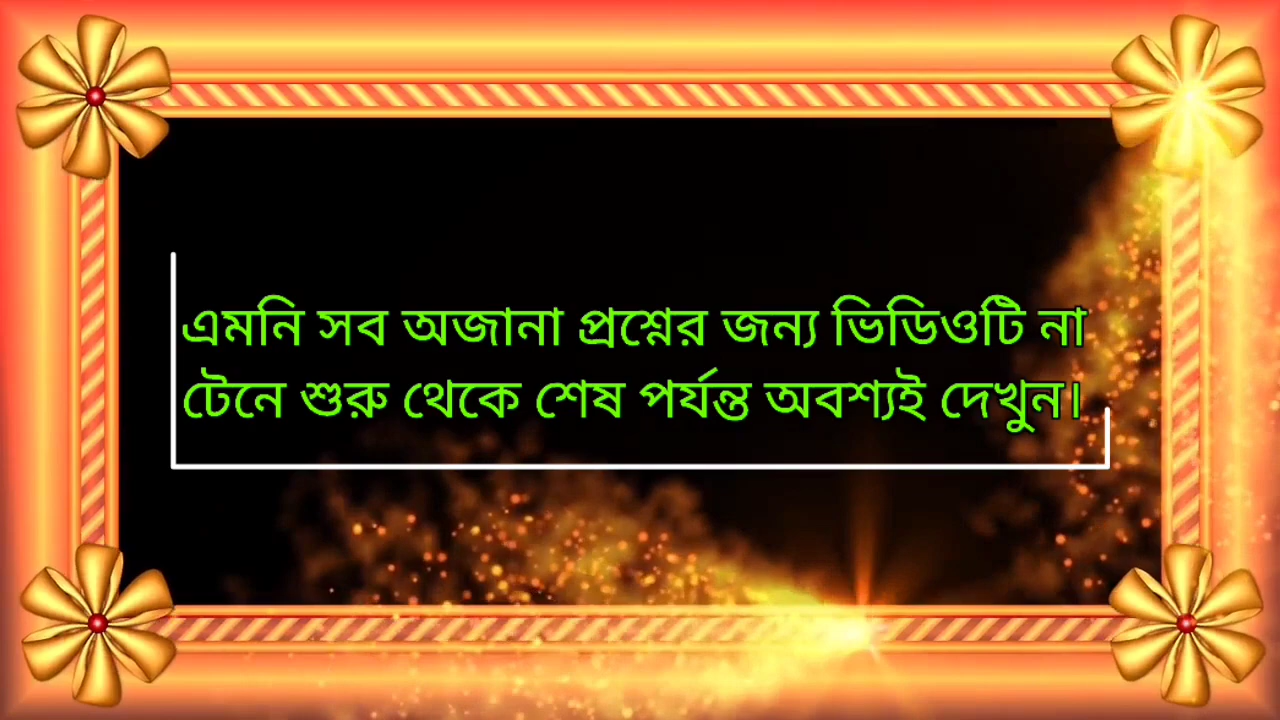 এমনি সব অজানা প্রশ্নের জন্য ভিডিওটি না
টেনে শুরু থেকে শেষ পর্যন্ত অবশ্যই দেখুন।